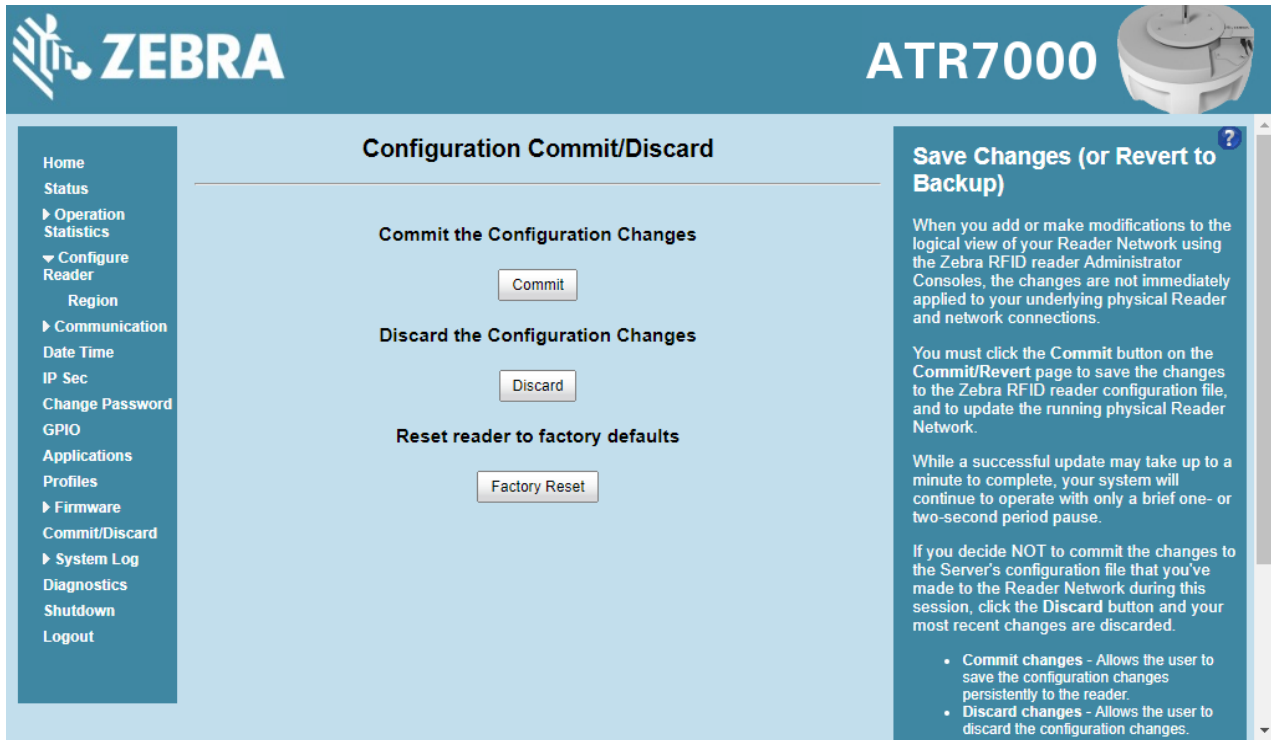 ZEBRA
ATR7000
Home
Status
Operation
Statistics
Configure
Reader
Region
Communication
Date Time
IP Sec
Change Password
GPIO
Applications
Profiles
Firmware
Commit/Discard
System Log
Diagnostics
Shutdown
Logout
Configuration Commit/Discard
Commit the Configuration Changes
Commit
Discard the Configuration Changes
Discard
Reset reader to factory defaults
Factory Reset
?
Save Changes (or Revert to
Backup)
When you add or make modifications to the
logical view of your Reader Network using
the Zebra RFID reader Administrator
Consoles, the changes are not immediately
applied to your underlying physical Reader
and network connections.
You must click the Commit button on the
Commit/Revert page to save the changes
to the Zebra RFID reader configuration file,
and to update the running physical Reader
Network.
While a successful update may take up to a
minute to complete, your system will
continue to operate with only a brief one- or
two-second period pause.
If you decide NOT to commit the changes to
the Server's configuration file that you've
made to the Reader Network during this
session, click the Discard button and your
most recent changes are discarded.
• Commit changes - Allows the user to
save the configuration changes
persistently to the reader.
• Discard changes - Allows the user to
discard the configuration changes.